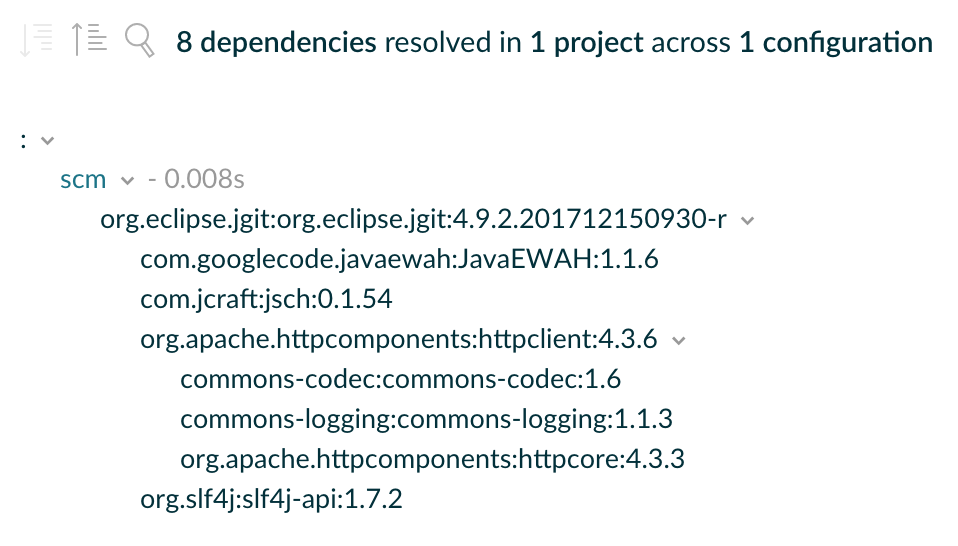 8 dependencies resolved in 1 project across 1 configuration
:
scm - 0.008s
org.eclipse.jgit:org.eclipse.jgit:4.9.2.201712150930-r
com.googlecode.javaewah:JavaEWAH:1.1.6
com.jcraft:jsch:0.1.54
org.apache.httpcomponents:httpclient:4.3.6
commons-codec:commons-codec:1.6
commons-logging:commons-logging:1.1.3
org.apache.httpcomponents:httpcore:4.3.3
org.slf4j:slf4j-api:1.7.2